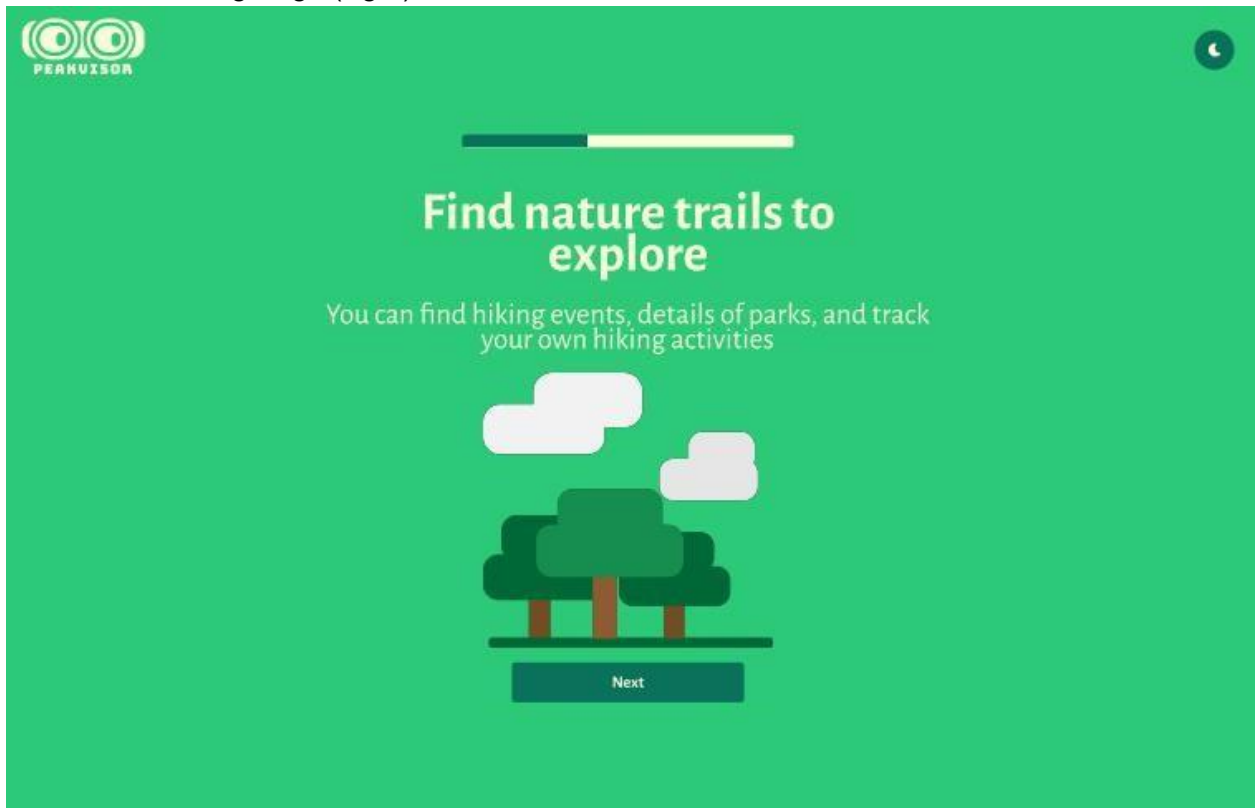 PEAKVISOR
Find nature trails to
explore
You can find hiking events, details of parks, and track
your own hiking activities
Next